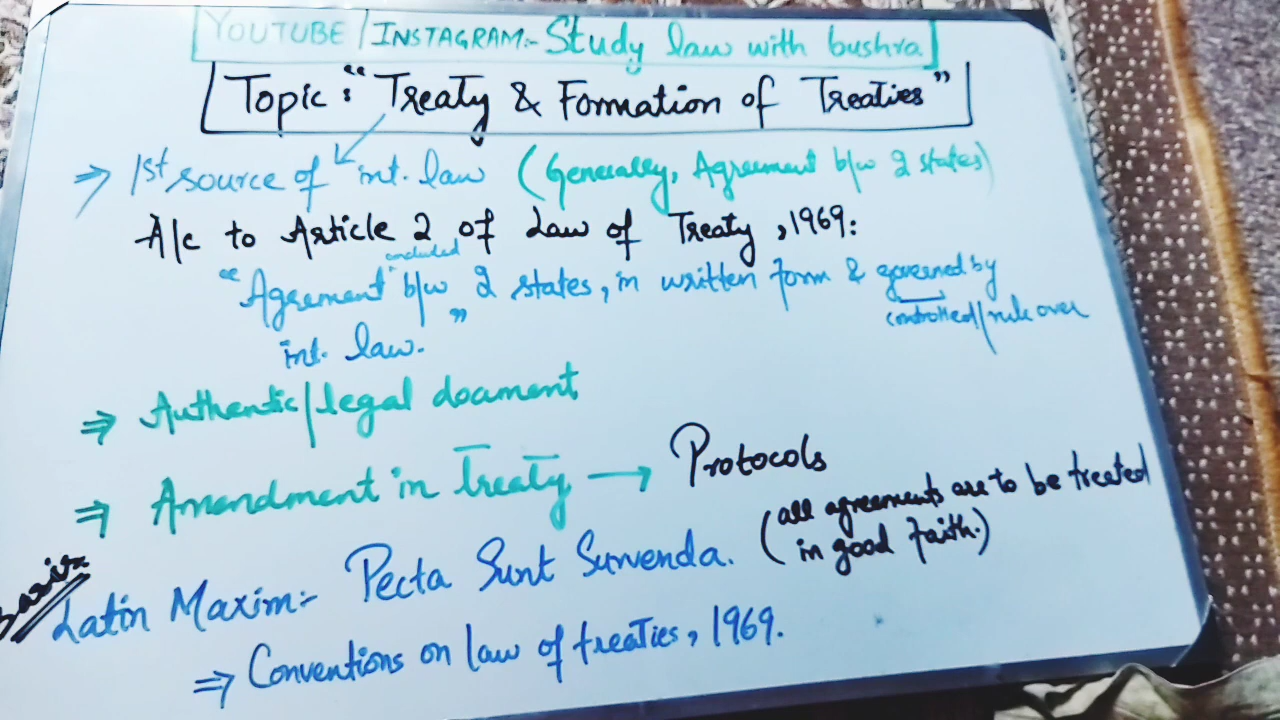 YOUTUBE/INSTAGRAM:- Study law with bushra
Topic: "Treaty & Formation of Treaties"
⇒ 1st source of int. law (Generally, Agreement b/w 2 states)
A/c to Article 2 of Law of Treaty, 1969:
concluded
"Agreement b/w 2 states, in written form & governed by
controlled/rule over
int. law."
⇒ Authentic/legal document
⇒ Amendment in Treaty → Protocols
(all agreements are to be treated
in good faith.)
Basis
Latin Maxim:- Pecta Sunt Survenda.
⇒ Conventions on law of treaties, 1969.